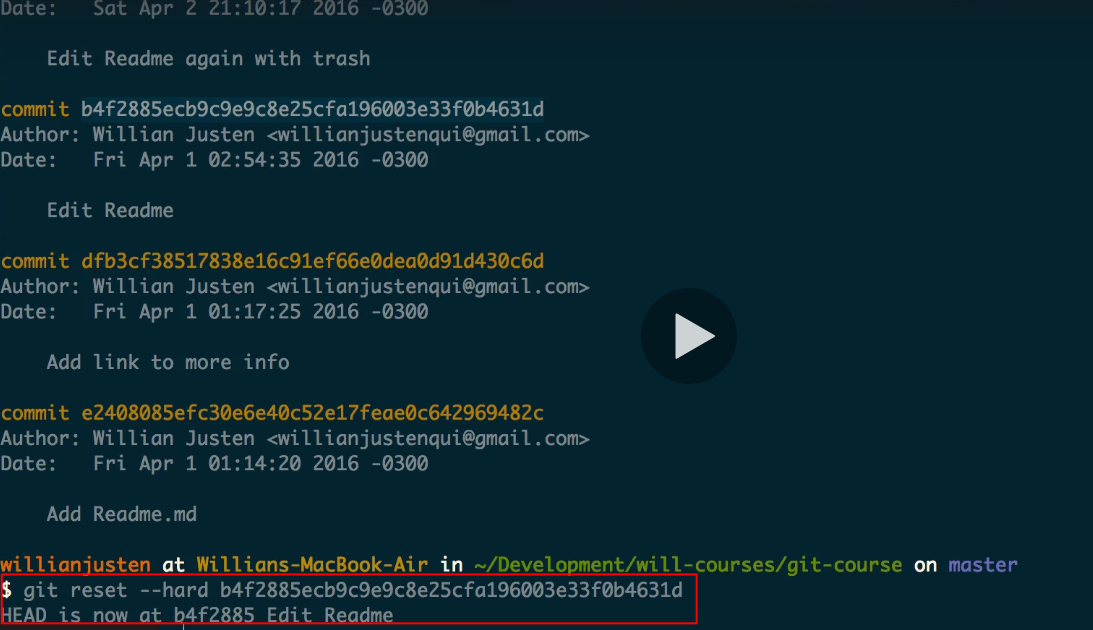 Date:   Sat Apr 2 21:10:17 2016 -0300
Edit Readme again with trash
commit b4f2885ecb9c9e9c8e25cfa196003e33f0b4631d
Author: Willian Justen <willianjustenqui@gmail.com>
Date:   Fri Apr 1 02:54:35 2016 -0300
Edit Readme
commit dfb3cf38517838e16c91ef66e0dea0d91d430c6d
Author: Willian Justen <willianjustenqui@gmail.com>
Date:   Fri Apr 1 01:17:25 2016 -0300
Add link to more info
commit e2408085efc30e6e40c52e17feae0c642969482c
Author: Willian Justen <willianjustenqui@gmail.com>
Date:   Fri Apr 1 01:14:20 2016 -0300
Add Readme.md
willianjusten at Willians-MacBook-Air in ~/Development/will-courses/git-course on master
$ git reset --hard b4f2885ecb9c9e9c8e25cfa196003e33f0b4631d
HEAD is now at b4f2885 Edit Readme